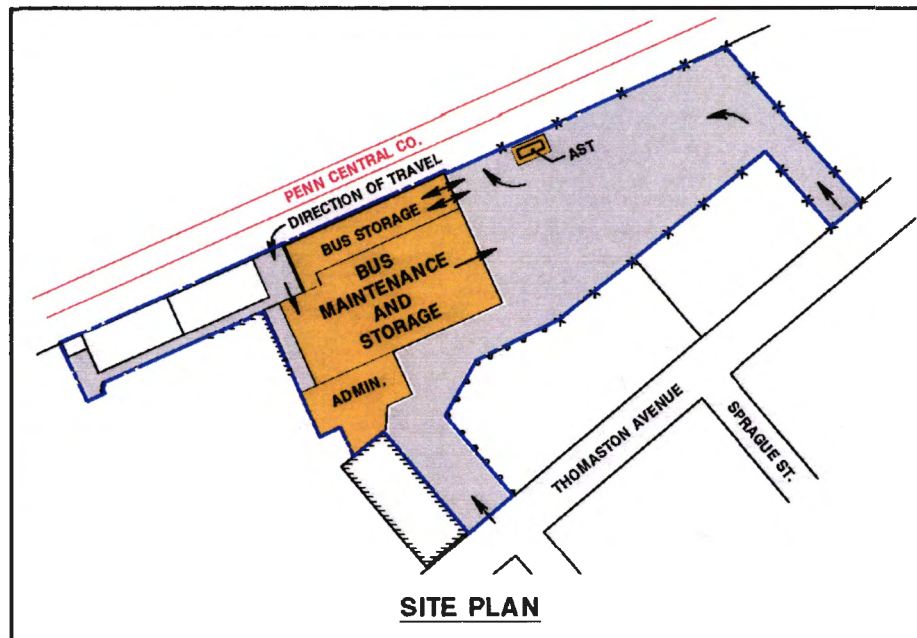 PENN CENTRAL CO.
DIRECTION OF TRAVEL
AST
BUS STORAGE
BUS
MAINTENANCE
AND
STORAGE
ADMIN.
THOMASTON AVENUE
SPRAGUE ST.
SITE PLAN